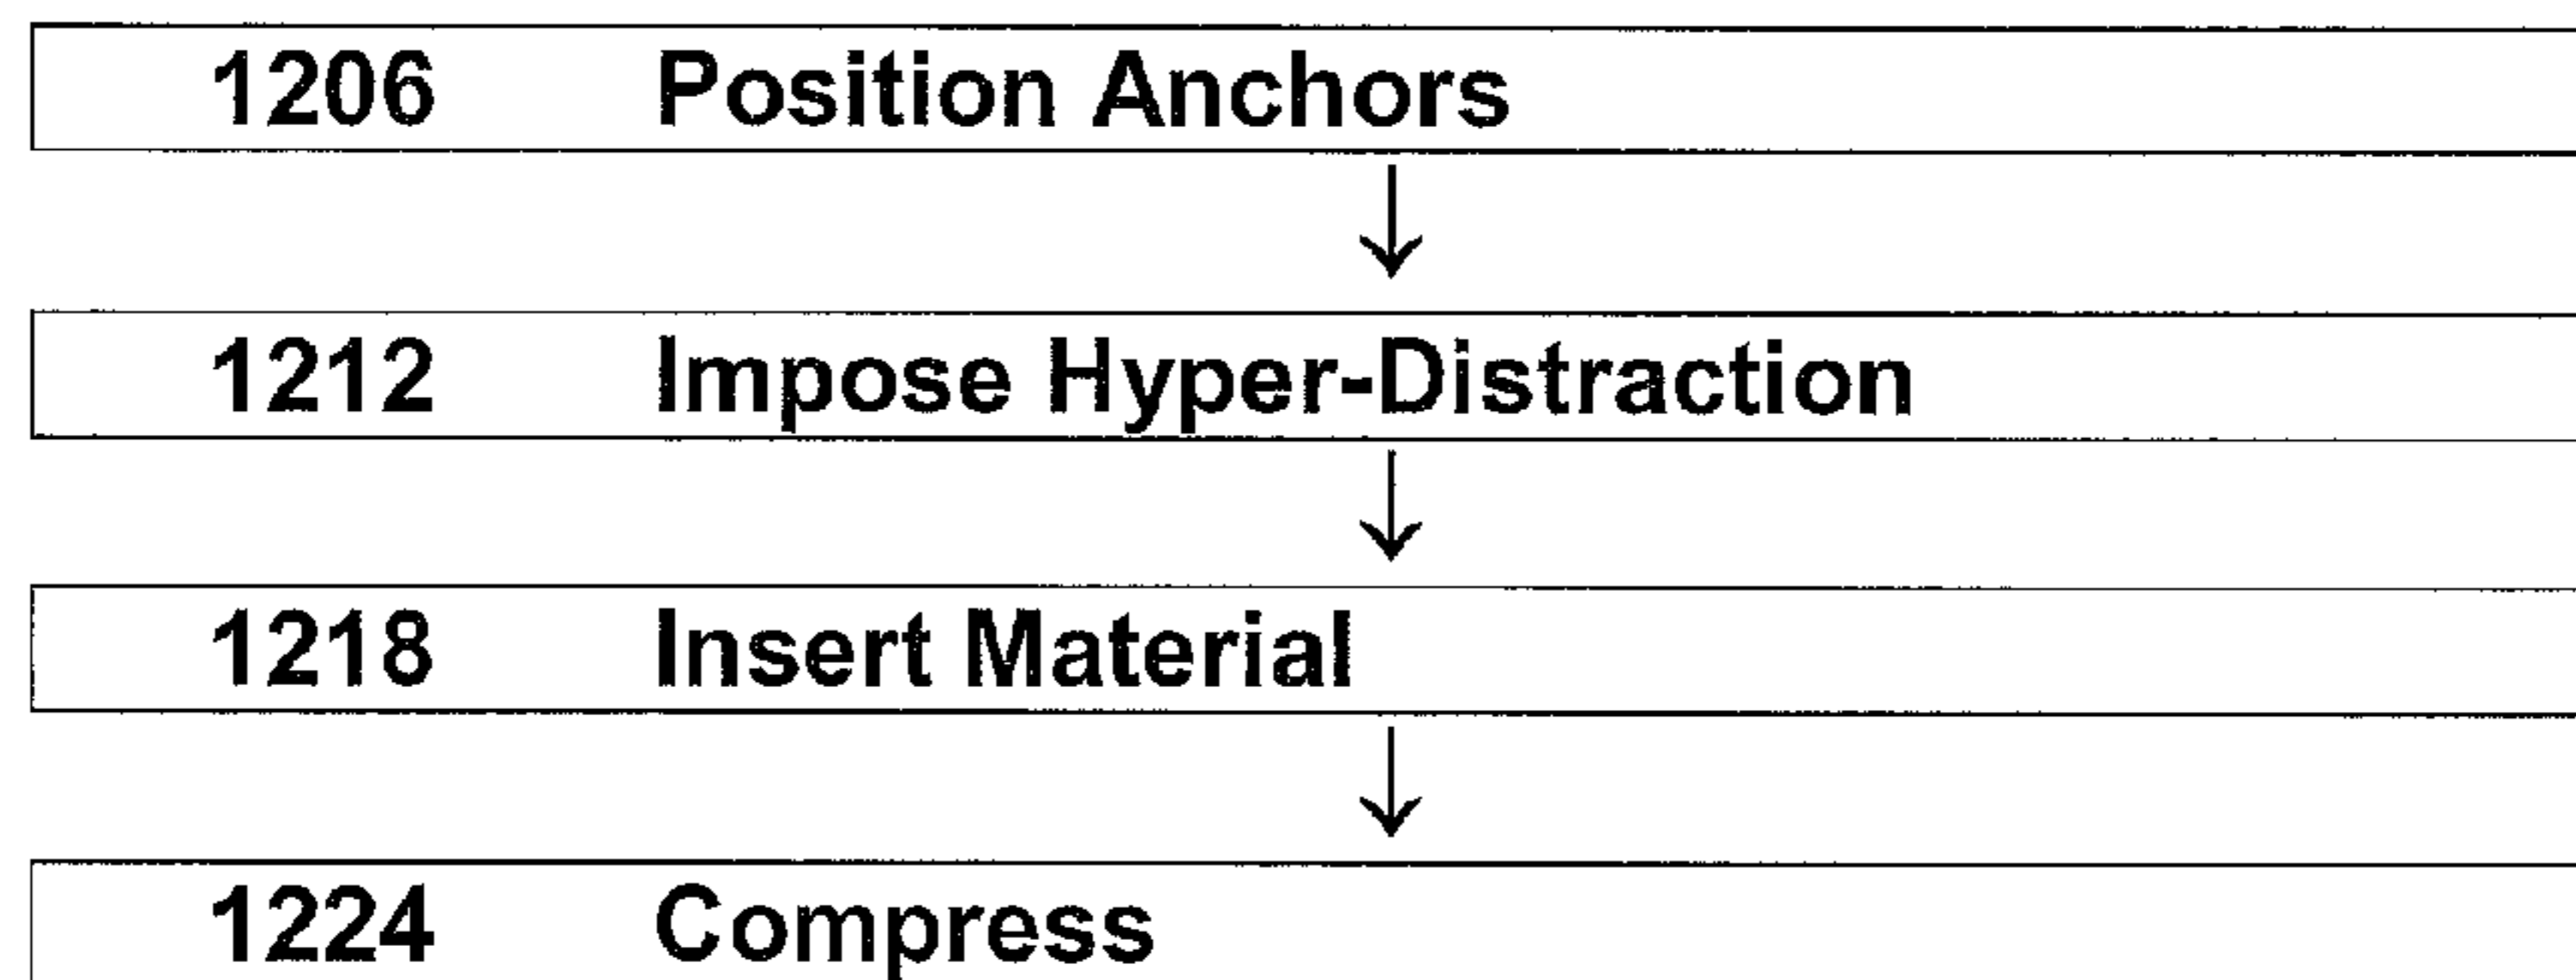 1206 Position Anchors
1212 Impose Hyper-Distraction
1218 Insert Material
1224 Compress